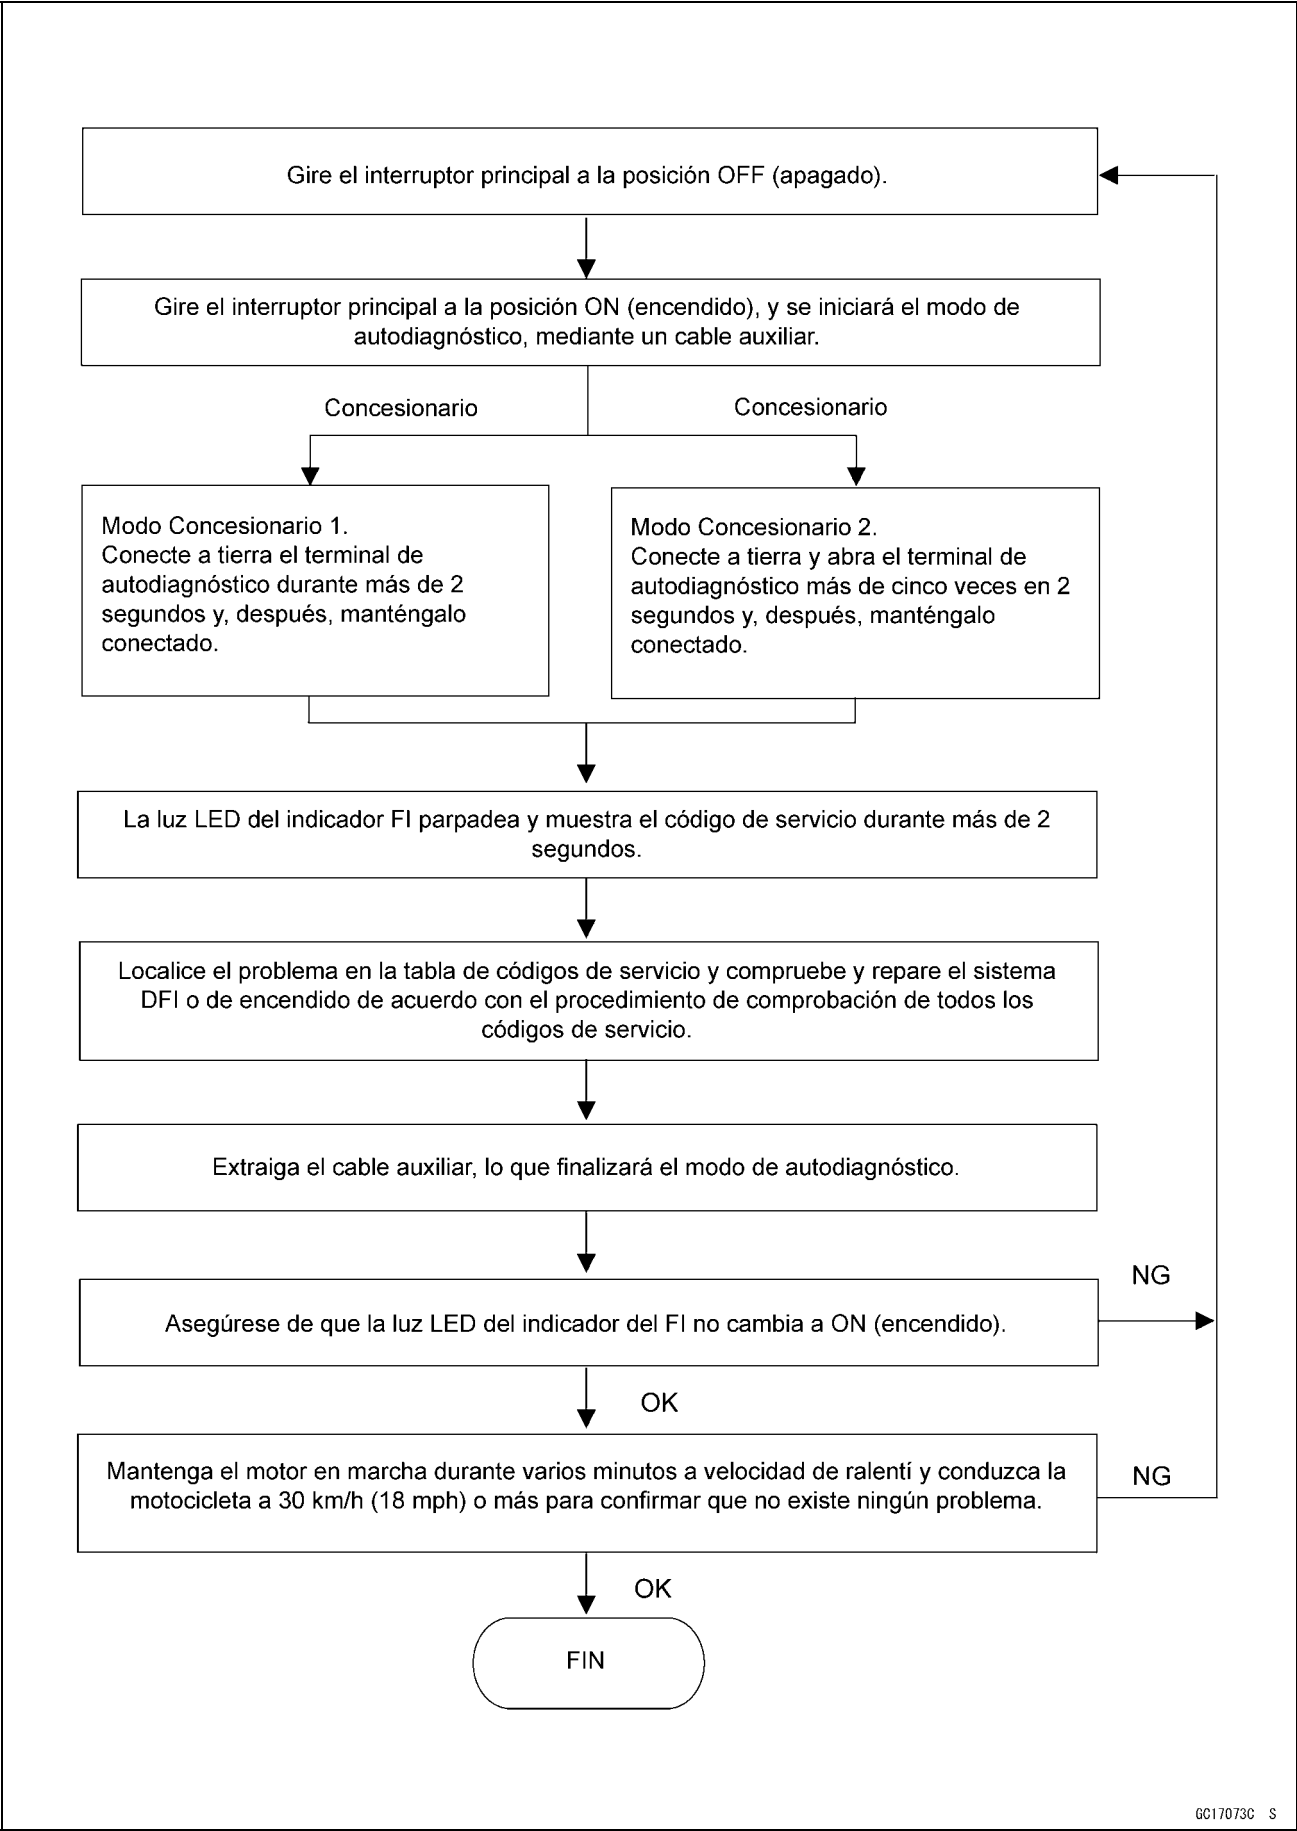 Gire el interruptor principal a la posición OFF (apagado).
Gire el interruptor principal a la posición ON (encendido), y se iniciará el modo de
autodiagnóstico, mediante un cable auxiliar.
Concesionario
Concesionario
Modo Concesionario 1.
Conecte a tierra el terminal de
autodiagnóstico durante más de 2
segundos y, después, manténgalo
conectado.
Modo Concesionario 2.
Conecte a tierra y abra el terminal de
autodiagnóstico más de cinco veces en 2
segundos y, después, manténgalo
conectado.
La luz LED del indicador FI parpadea y muestra el código de servicio durante más de 2
segundos.
Localice el problema en la tabla de códigos de servicio y compruebe y repare el sistema
DFI o de encendido de acuerdo con el procedimiento de comprobación de todos los
códigos de servicio.
Extraiga el cable auxiliar, lo que finalizará el modo de autodiagnóstico.
NG
Asegúrese de que la luz LED del indicador del FI no cambia a ON (encendido).
OK
Mantenga el motor en marcha durante varios minutos a velocidad de ralentí y conduzca la
motocicleta a 30 km/h (18 mph) o más para confirmar que no existe ningún problema.
NG
OK
FIN
GC17073C S